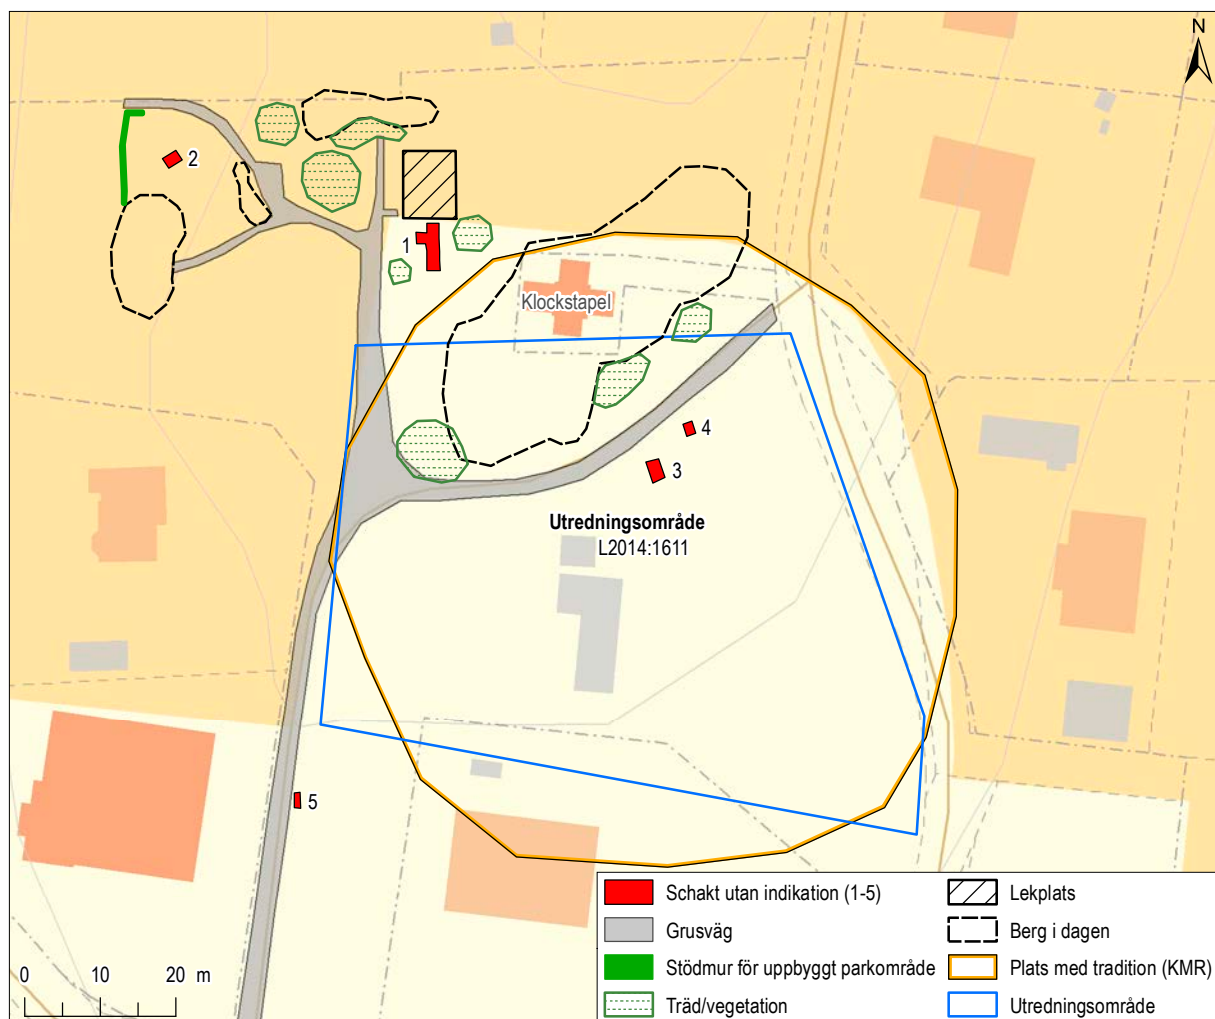 N
2
1
Klockstapel
4
3
Utredningsområde
L2014:1611
5
Schakt utan indikation (1-5)
Grusväg
Stödmur för uppbyggt parkområde
Träd/vegetation
Lekplats
Berg i dagen
Plats med tradition (KMR)
Utredningsområde
0 10 20 m